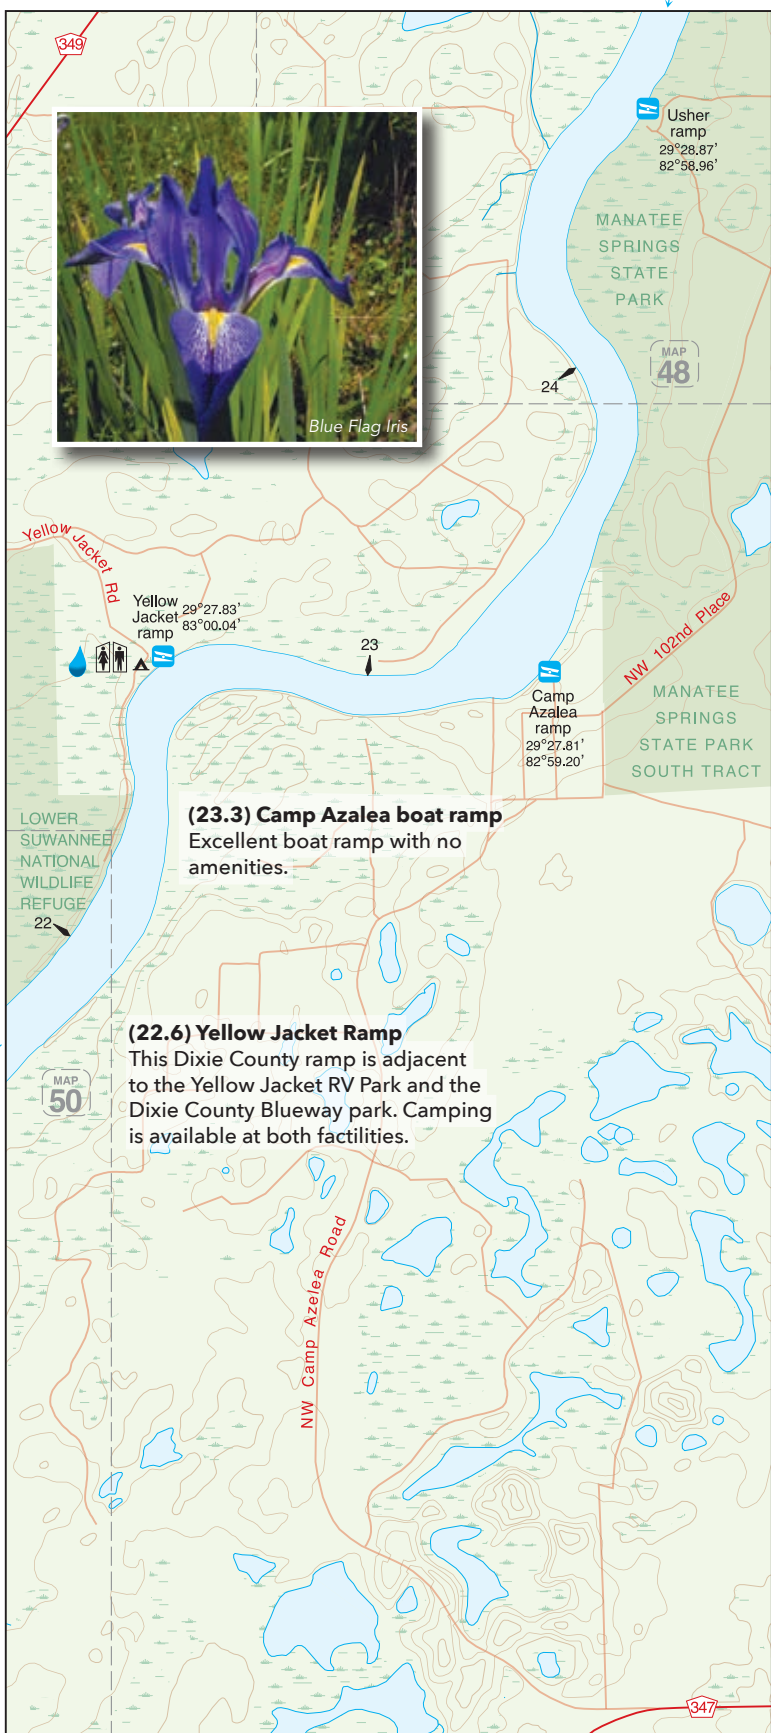 349
Usher
ramp
29°28.87'
82°58.96'
MANATEE
SPRINGS
STATE
PARK
MAP
48
24
Blue Flag Iris
Yellow Jacket Rd
Yellow
Jacket
ramp
29°27.83'
83°00.04'
23
NW 102nd Place
Camp
Azalea
ramp
29°27.81'
82°59.20'
MANATEE
SPRINGS
STATE PARK
SOUTH TRACT
(23.3) Camp Azalea boat ramp
Excellent boat ramp with no
amenities.
LOWER
SUWANNEE
NATIONAL
WILDLIFE
REFUGE
22
(22.6) Yellow Jacket Ramp
This Dixie County ramp is adjacent
to the Yellow Jacket RV Park and the
Dixie County Blueway park. Camping
is available at both factilities.
MAP
50
NW Camp Azelea Road
347